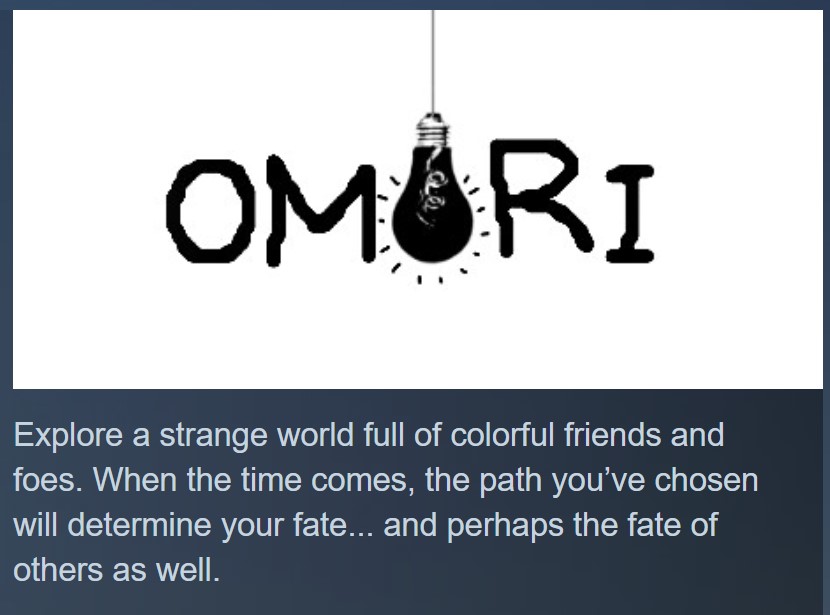 OMORI
Explore a strange world full of colorful friends and
foes. When the time comes, the path you’ve chosen
will determine your fate... and perhaps the fate of
others as well.